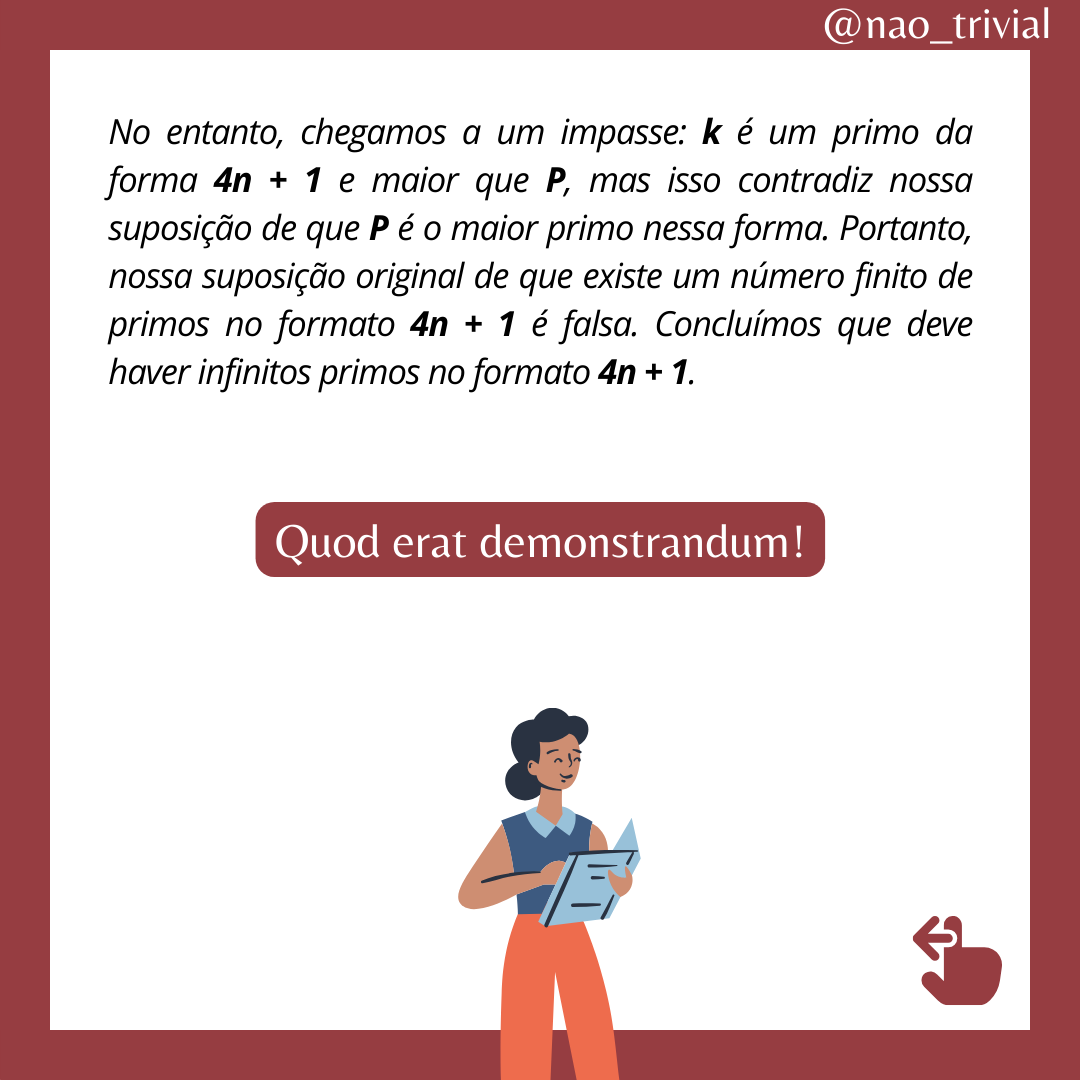 @nao_trivial
No entanto, chegamos a um impasse: k é um primo da
forma 4n + 1 e maior que P, mas isso contradiz nossa
suposição de que P é o maior primo nessa forma. Portanto,
nossa suposição original de que existe um número finito de
primos no formato 4n + 1 é falsa. Concluímos que deve
haver infinitos primos no formato 4n + 1.
Quod erat demonstrandum!